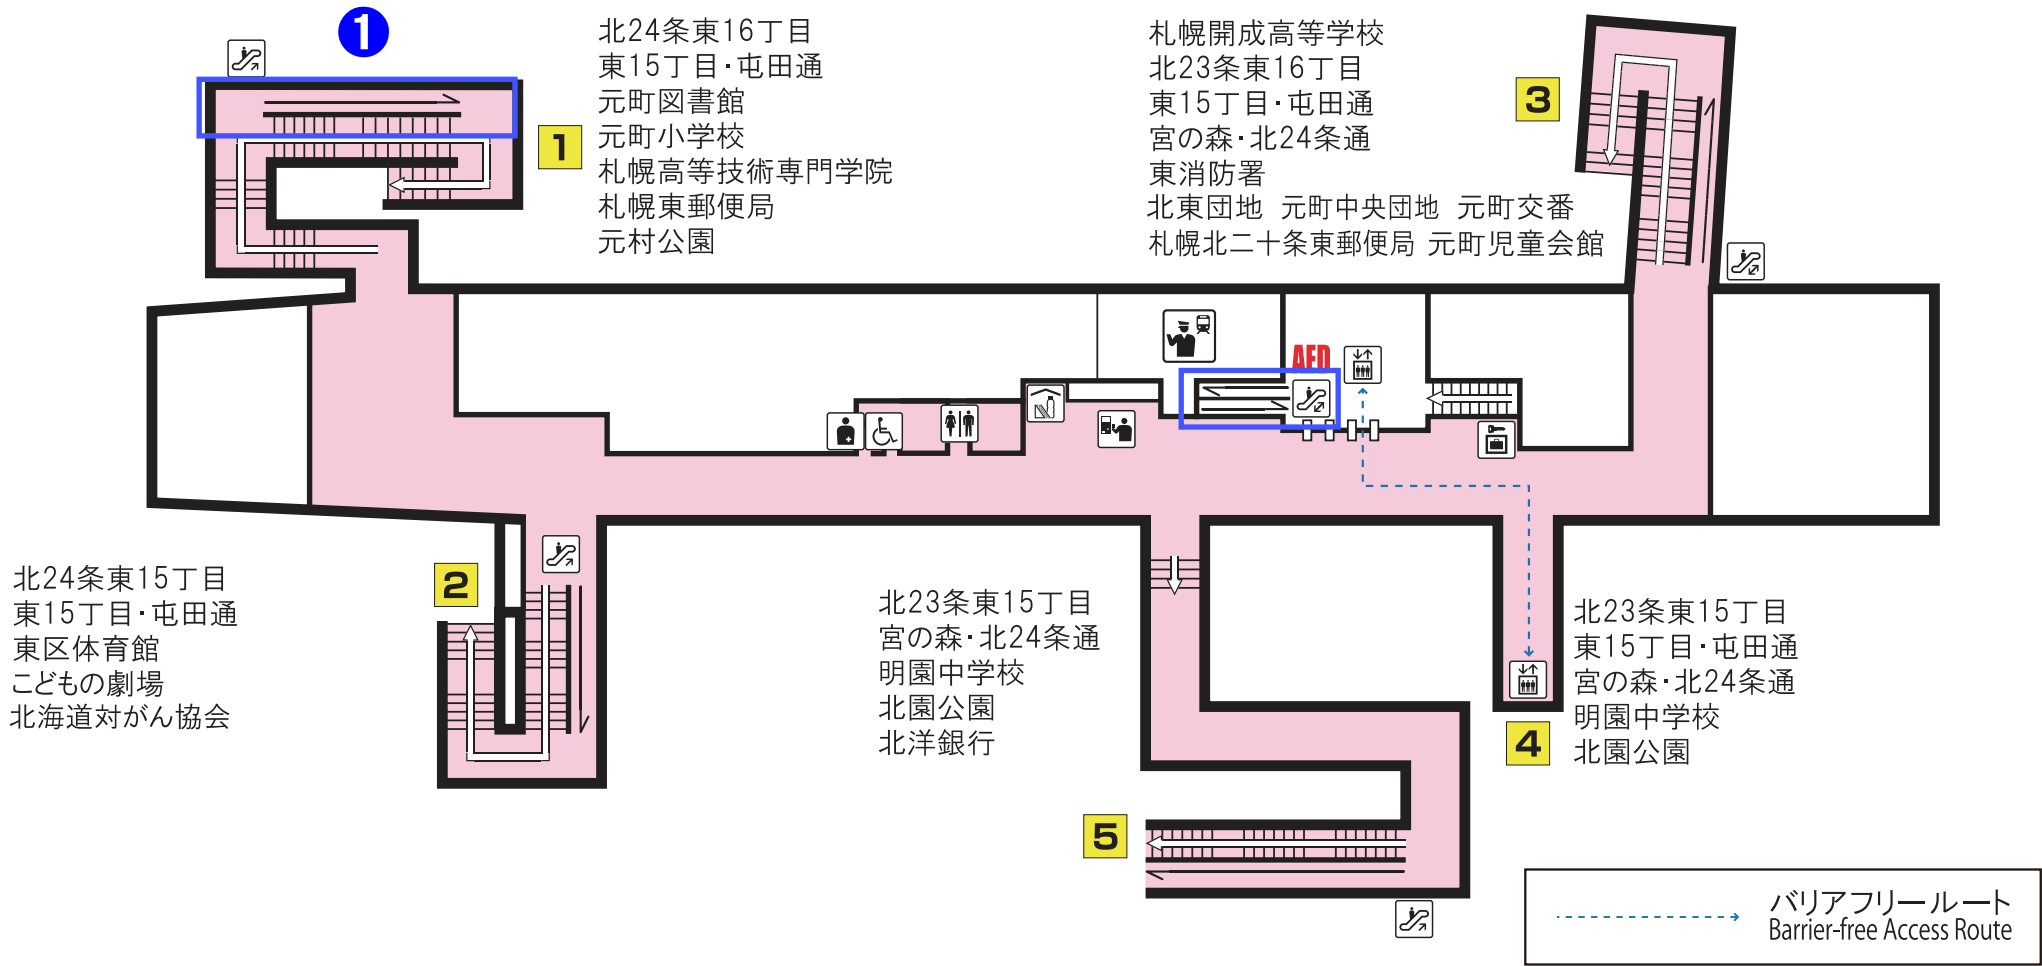 1
北24条東16丁目
東15丁目･屯田通
元町図書館
元町小学校
札幌高等技術専門学院
札幌東郵便局
元村公園
1
札幌開成高等学校
北23条東16丁目
東15丁目･屯田通
宮の森･北24条通
東消防署
北東団地 元町中央団地 元町交番
札幌北二十条東郵便局 元町児童会館
3
AED
北24条東15丁目
東15丁目･屯田通
東区体育館
こどもの劇場
北海道対がん協会
2
北23条東15丁目
宮の森･北24条通
明園中学校
北園公園
北洋銀行
5
北23条東15丁目
東15丁目･屯田通
宮の森･北24条通
明園中学校
北園公園
4
バリアフリールート
Barrier-free Access Route